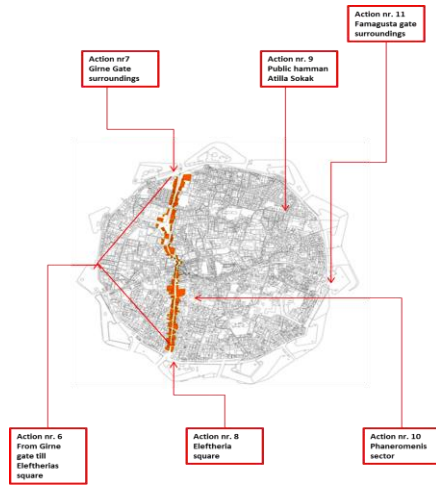 Action nr. 11
Famagusta gate
surroundings
Action nr7
Girne Gate
surroundings
Action nr. 9
Public hamman
Atilla Sokak
Action nr. 6
From Girne
gate till
Eleftherias
square
Action nr. 8
Eleftheria
square
Action nr. 10
Phaneromenis
sector